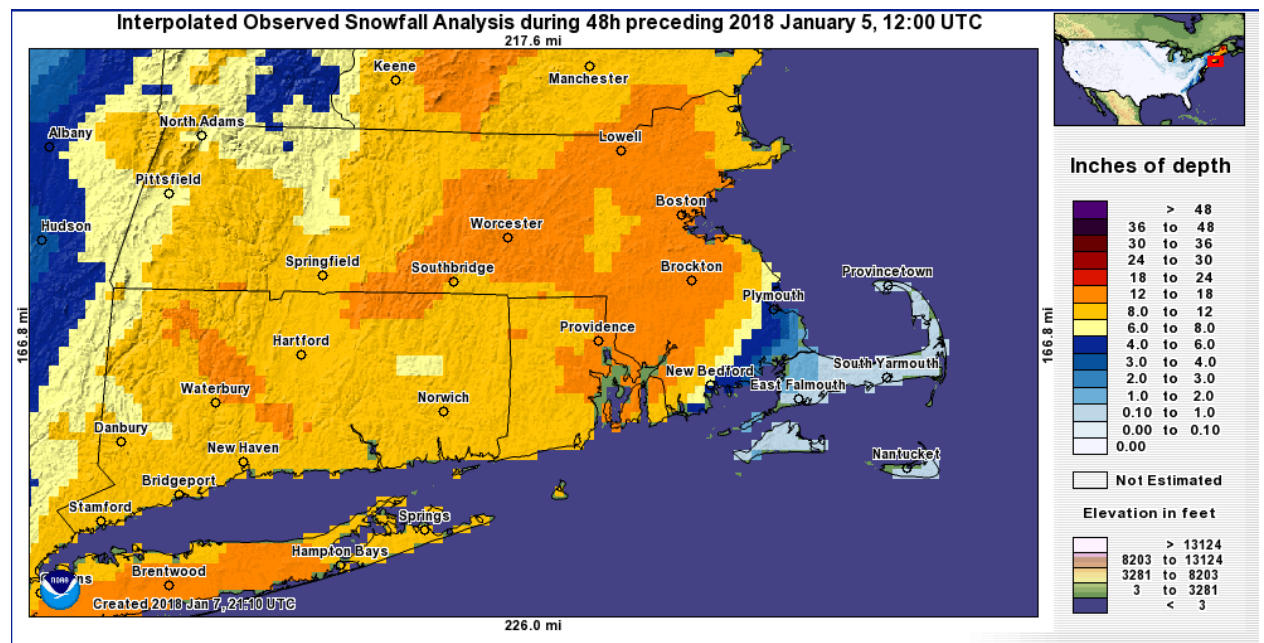 Interpolated Observed Snowfall Analysis during 48h preceding 2018 January 5, 12:00 UTC
217.6 mi
Keene
Manchester
Albany
North Adams
Lowell
Pittsfield
Boston
Hudson
Worcester
Springfield
Southbridge
Brockton
Provincetown
Plymouth
166.8 mi
Hartford
Providence
166.8 mi
New Bedford
South Yarmouth
Waterbury
East Falmouth
Norwich
Danbury
New Haven
Nantucket
Bridgeport
Stamford
Springs
Hampton Bays
Brentwood
NOAA
Created 2018 Jan 7, 21:10 UTC
226.0 mi
Inches of depth
> 48
36 to 48
30 to 36
24 to 30
18 to 24
12 to 18
8.0 to 12
6.0 to 8.0
4.0 to 6.0
3.0 to 4.0
2.0 to 3.0
1.0 to 2.0
0.10 to 1.0
0.00 to 0.10
0.00
Not Estimated
Elevation in feet
> 13124
8203 to 13124
3281 to 8203
3 to 3281
< 3